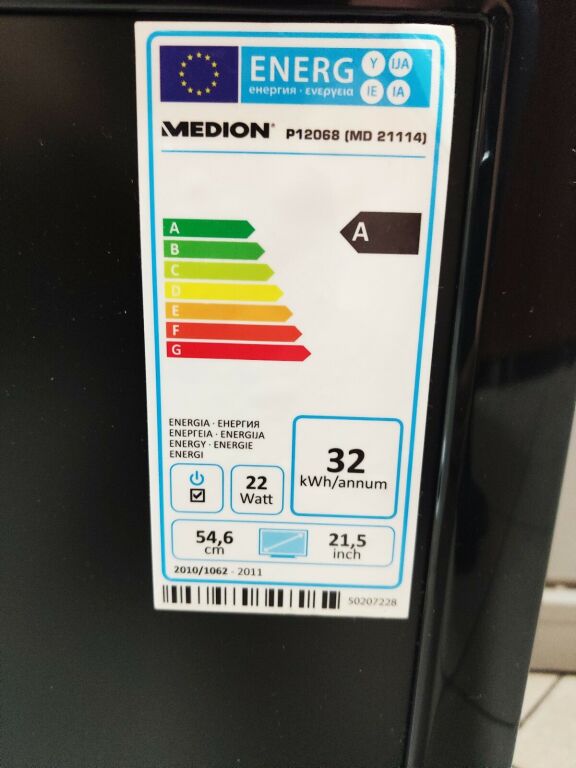 ENERG Y IJA
енергия · ενεργεια IE IA
MEDION® P12068 (MD 21114)
A
A
B
C
D
E
F
G
ENERGIA · ЕНЕРГИЯ
ΕΝΕΡΓΕΙΑ · ENERGIJA
ENERGY · ENERGIE
ENERGI
32
kWh/annum
22
Watt
54,6
cm
21,5
inch
2010/1062 - 2011
50207228